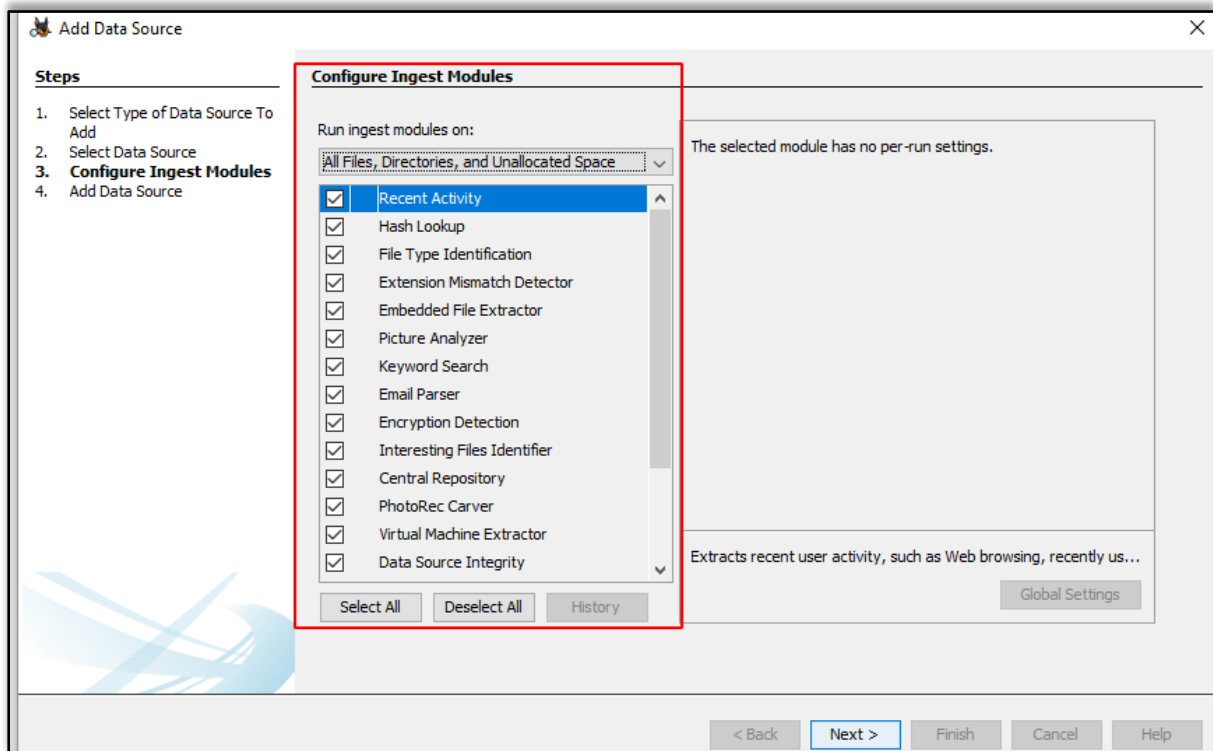 Add Data Source
Steps
1. Select Type of Data Source To
Add
2. Select Data Source
3. Configure Ingest Modules
4. Add Data Source
Configure Ingest Modules
Run ingest modules on:
All Files, Directories, and Unallocated Space
Recent Activity
Hash Lookup
File Type Identification
Extension Mismatch Detector
Embedded File Extractor
Picture Analyzer
Keyword Search
Email Parser
Encryption Detection
Interesting Files Identifier
Central Repository
PhotoRec Carver
Virtual Machine Extractor
Data Source Integrity
Select All
Deselect All
History
The selected module has no per-run settings.
Extracts recent user activity, such as Web browsing, recently us...
Global Settings
< Back
Next >
Finish
Cancel
Help